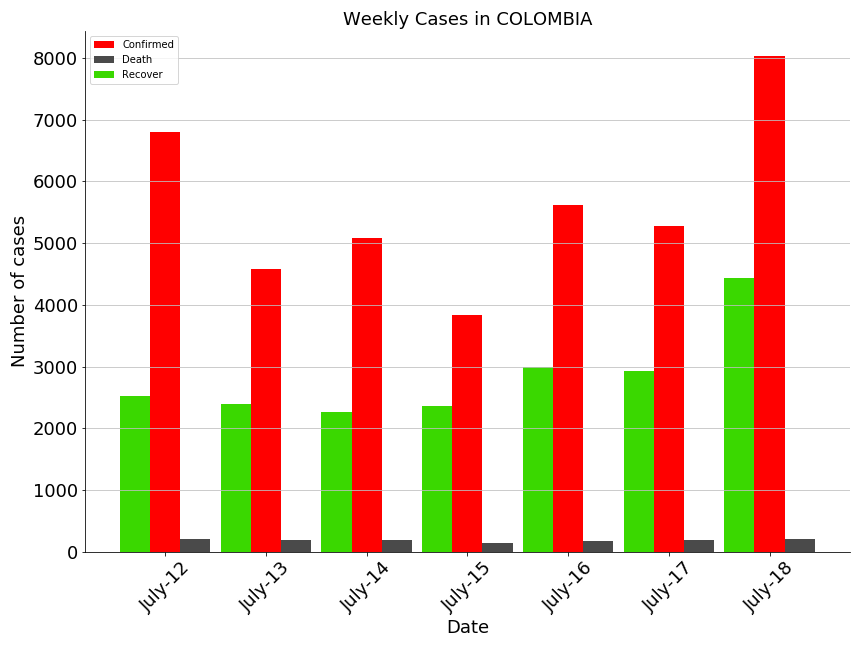 Weekly Cases in COLOMBIA
Confirmed
Death
Recover
Number of cases
8000
7000
6000
5000
4000
3000
2000
1000
0
July-12
July-13
July-14
July-15
July-16
July-17
July-18
Date